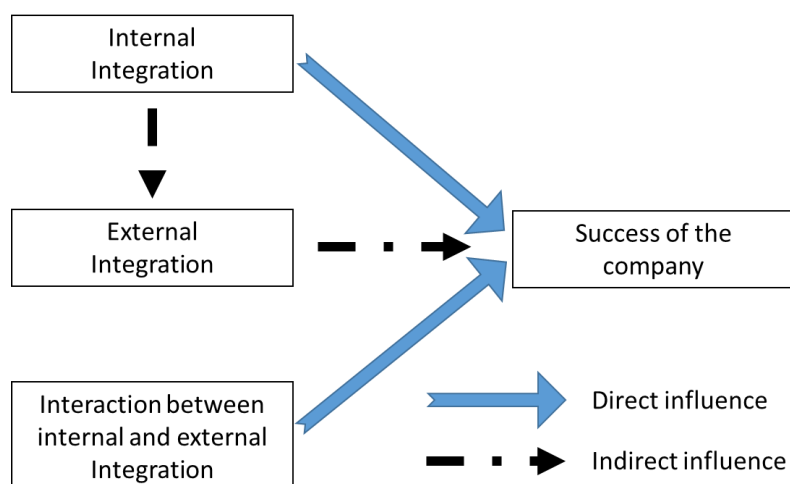 Internal
Integration
External
Integration
Success of the
company
Interaction between
internal and external
Integration
Direct influence
Indirect influence